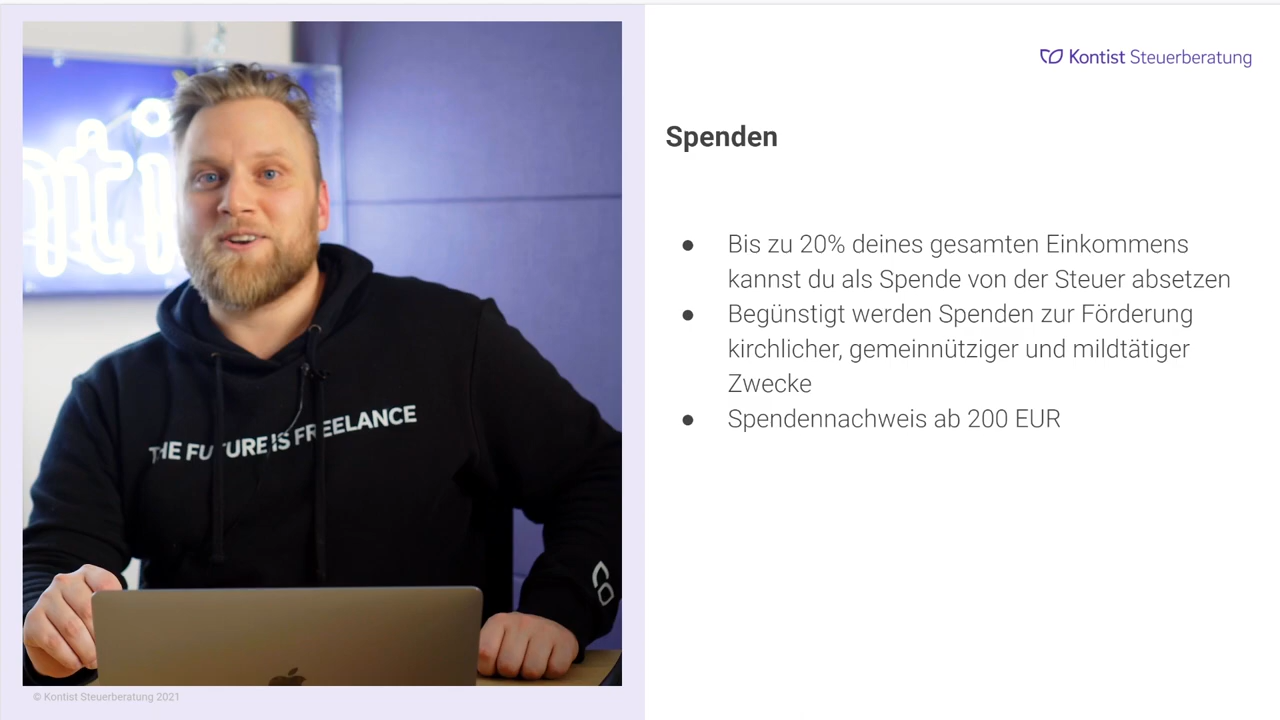 Kontist Steuerberatung
Spenden
● Bis zu 20% deines gesamten Einkommens
kannst du als Spende von der Steuer absetzen
● Begünstigt werden Spenden zur Förderung
kirchlicher, gemeinnütziger und mildtätiger
Zwecke
● Spendennachweis ab 200 EUR
nti
THE FUTURE IS FREELANCE
co
© Kontist Steuerberatung 2021